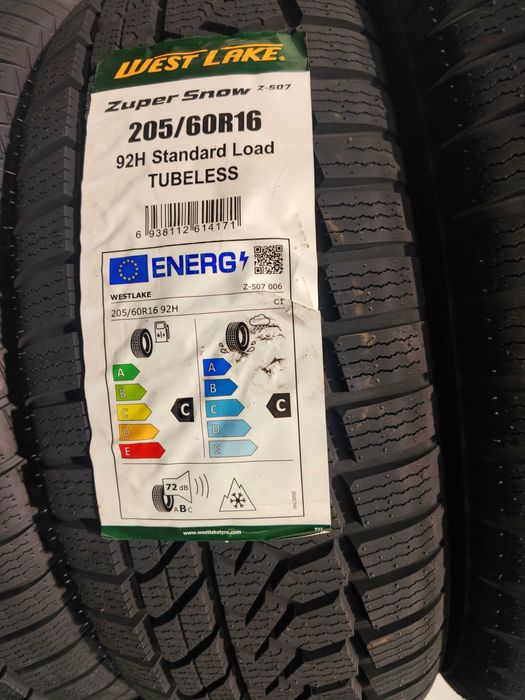 WEST LAKE®
Zuper Snow Z-507
205/60R16
92H Standard Load
TUBELESS
6 938112 614171
ENERG
WESTLAKE Z-507 006
205/60R16 92H C1
A A
B B
C C C C
D D
E E
72 dB
ABC
www.westlaketyre.com